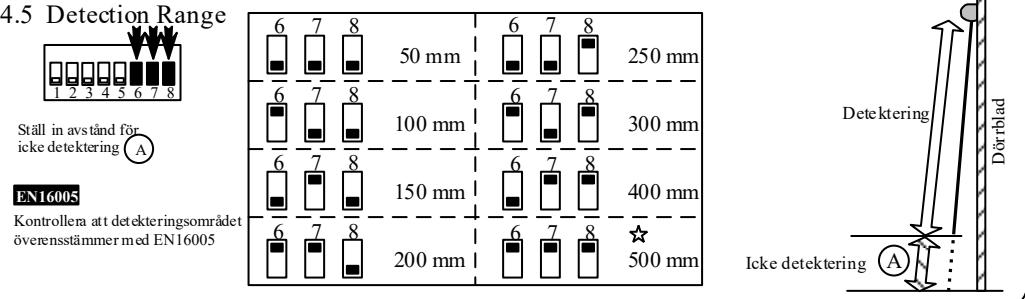 4.5 Detection Range
1 2 3 4 5 6 7 8
Ställ in avstånd för
icke detektering A
EN16005
Kontrollera att detekteringsområdet
överensstämmer med EN16005
6 7 8 50 mm
6 7 8 100 mm
6 7 8 150 mm
6 7 8 200 mm
6 7 8 250 mm
6 7 8 300 mm
6 7 8 400 mm
6 7 8 500 mm
Detektering
Dörrblad
Icke detektering A